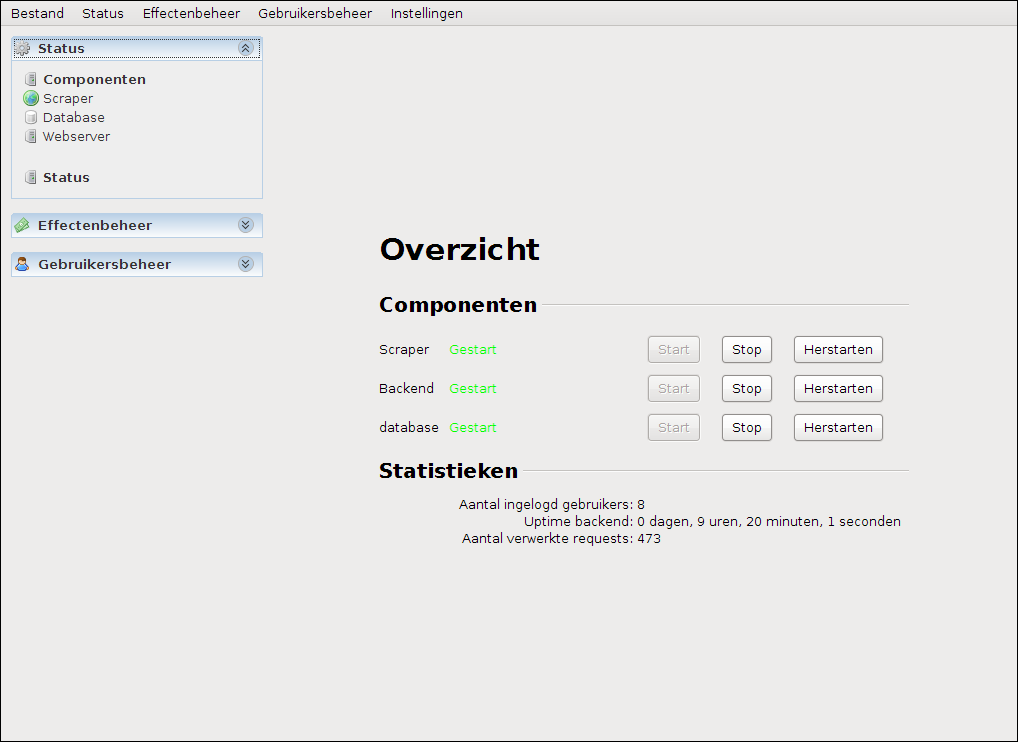 Bestand Status Effectenbeheer Gebruikersbeheer Instellingen
Status
Componenten
Scraper
Database
Webserver
Status
Effectenbeheer
Gebruikersbeheer
Overzicht
Componenten
Scraper Gestart Start Stop Herstarten
Backend Gestart Start Stop Herstarten
database Gestart Start Stop Herstarten
Statistieken
Aantal ingelogd gebruikers: 8
Uptime backend: 0 dagen, 9 uren, 20 minuten, 1 seconden
Aantal verwerkte requests: 473